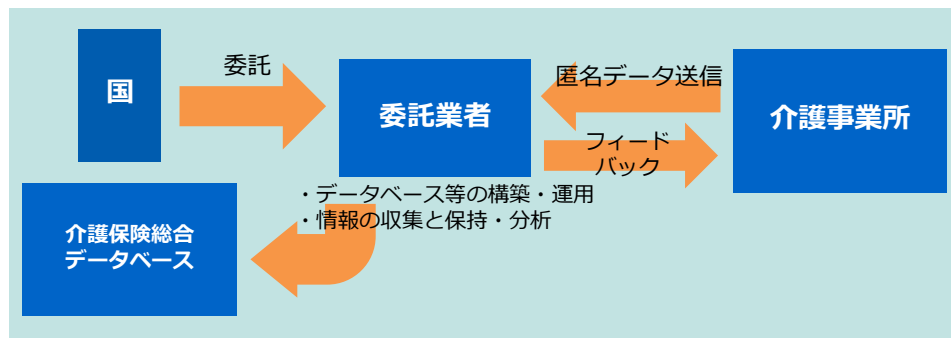 国
委託
委託業者
匿名データ送信
介護事業所
フィード
バック
・データベース等の構築・運用
・情報の収集と保持・分析
介護保険総合
データベース